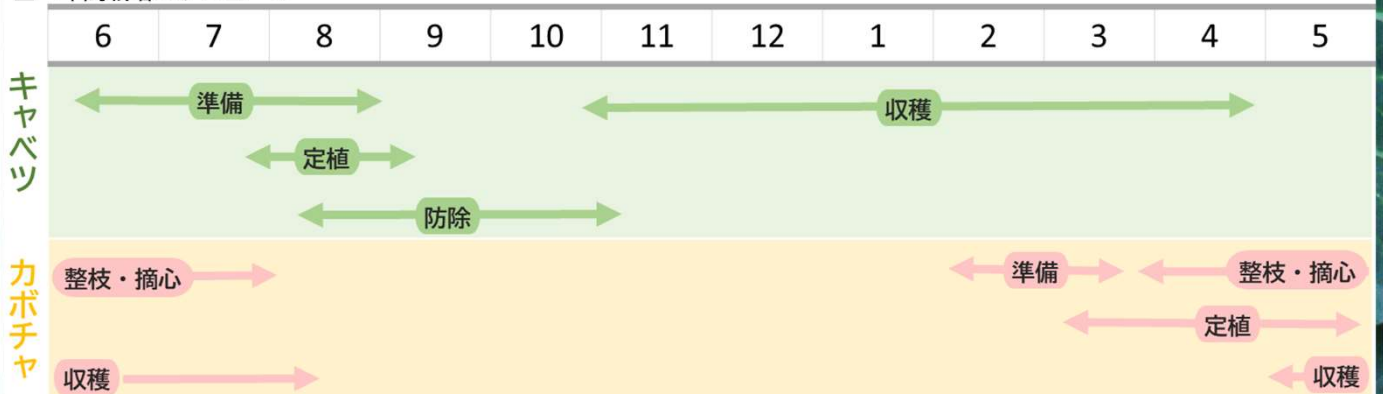 6 7 8 9 10 11 12 1 2 3 4 5
キャベツ
準備 収穫
定植
防除
カボチャ
整枝・摘心 準備 整枝・摘心
定植
収穫 収穫